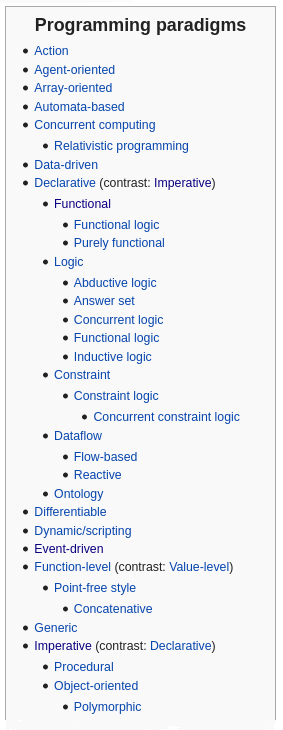 Programming paradigms
Action
Agent-oriented
Array-oriented
Automata-based
Concurrent computing
Relativistic programming
Data-driven
Declarative (contrast: Imperative)
Functional
Functional logic
Purely functional
Logic
Abductive logic
Answer set
Concurrent logic
Functional logic
Inductive logic
Constraint
Constraint logic
Concurrent constraint logic
Dataflow
Flow-based
Reactive
Ontology
Differentiable
Dynamic/scripting
Event-driven
Function-level (contrast: Value-level)
Point-free style
Concatenative
Generic
Imperative (contrast: Declarative)
Procedural
Object-oriented
Polymorphic